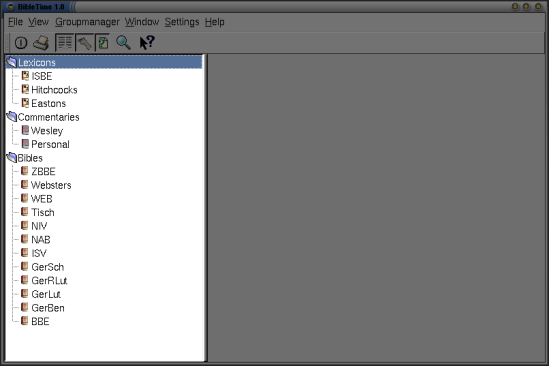 BibleTime 1.0
File View Groupmanager Window Settings Help
Lexicons
ISBE
Hitchcocks
Eastons
Commentaries
Wesley
Personal
Bibles
ZBBE
Websters
WEB
Tisch
NIV
NAB
ISV
GerSch
GerRLut
GerLut
GerBen
BBE